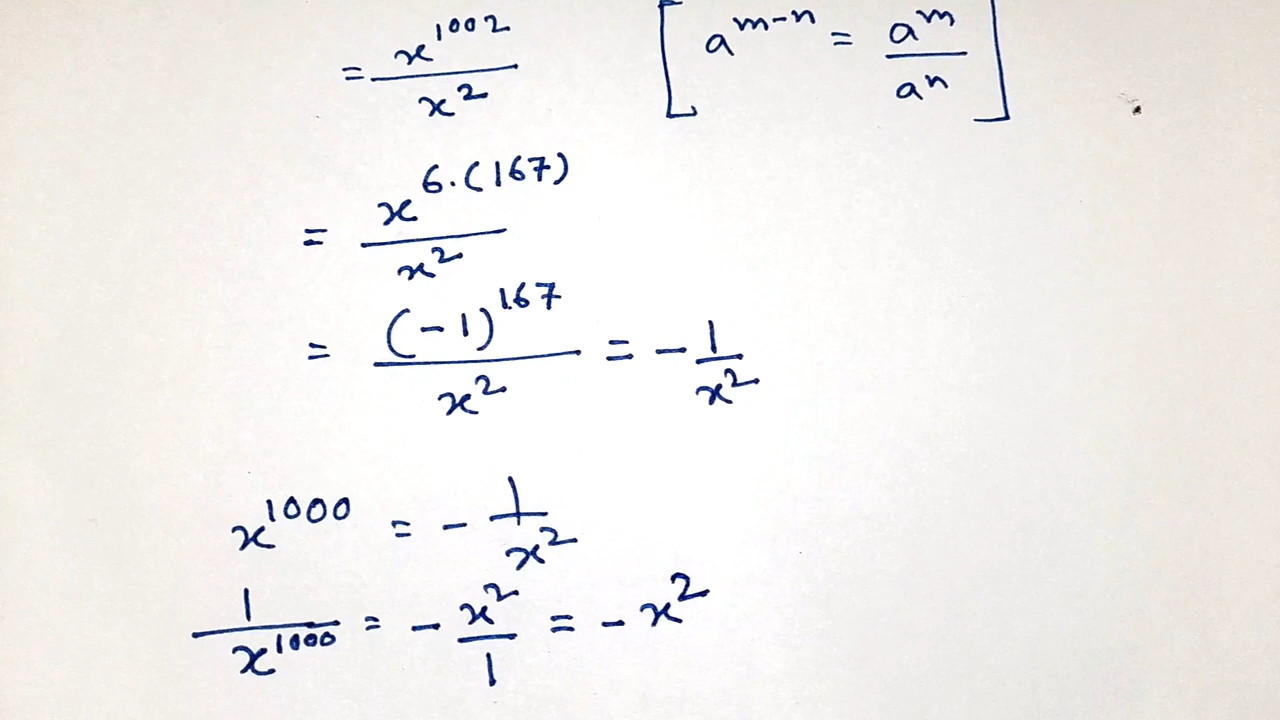 = x^1002 / x^2 [ a^m-n = a^m / a^n ]
= x^6.(167) / x^2
= (-1)^167 / x^2 = - 1 / x^2
x^1000 = - 1 / x^2
1 / x^1000 = - x^2 / 1 = - x^2